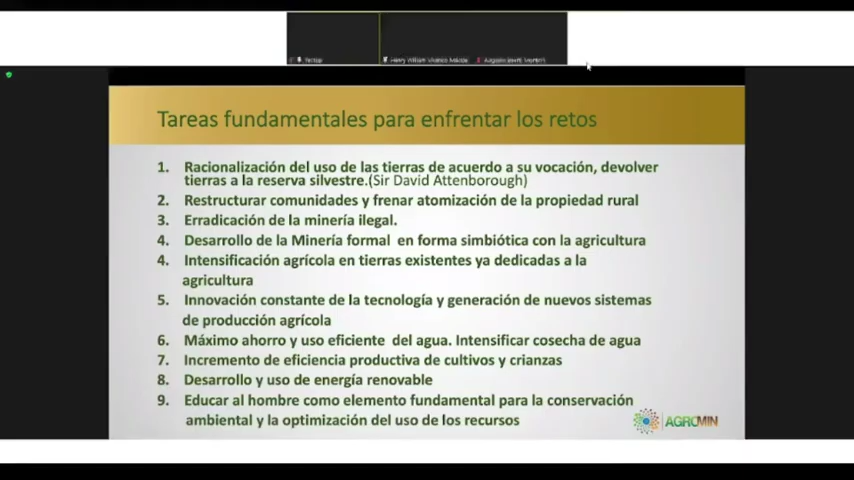 Henry William Vivanco Macico
Tareas fundamentales para enfrentar los retos
1. Racionalización del uso de las tierras de acuerdo a su vocación, devolver
tierras a la reserva silvestre.(Sir David Attenborough)
2. Restructurar comunidades y frenar atomización de la propiedad rural
3. Erradicación de la minería ilegal.
4. Desarrollo de la Minería formal en forma simbiótica con la agricultura
4. Intensificación agrícola en tierras existentes ya dedicadas a la
agricultura
5. Innovación constante de la tecnología y generación de nuevos sistemas
de producción agrícola
6. Máximo ahorro y uso eficiente del agua. Intensificar cosecha de agua
7. Incremento de eficiencia productiva de cultivos y crianzas
8. Desarrollo y uso de energía renovable
9. Educar al hombre como elemento fundamental para la conservación
ambiental y la optimización del uso de los recursos
AGROMIN